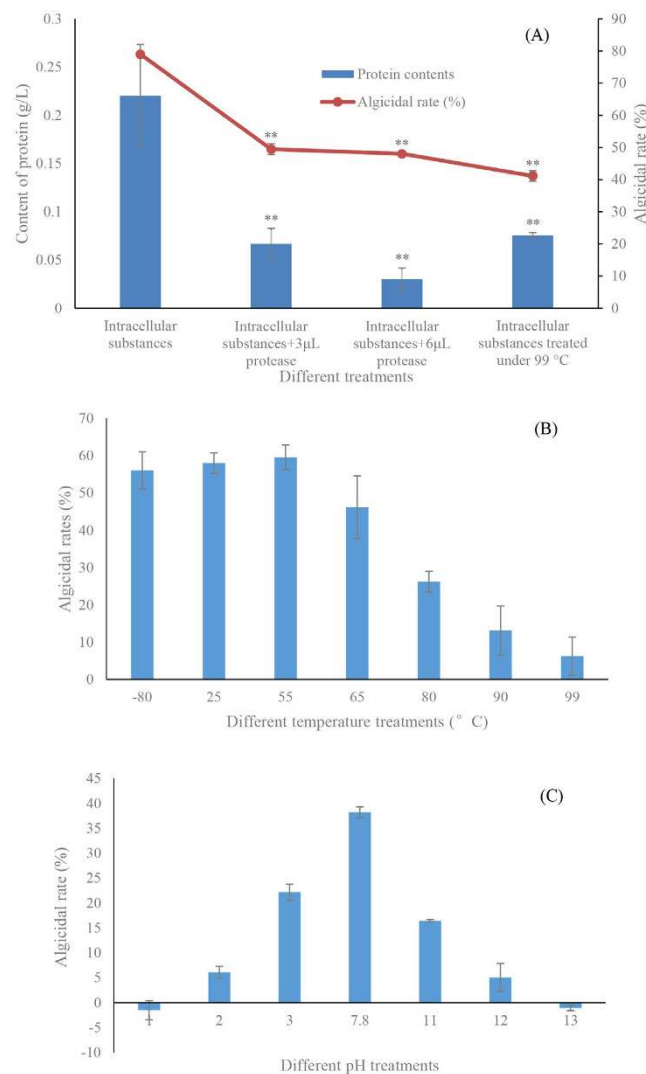 (A)
Protein contents
Algicidal rate (%)
Content of protein (g/L)
0.3
0.25
0.2
0.15
0.1
0.05
0
90
80
70
60
50
40
30
20
10
0
Algicidal rate (%)
** ** **
** ** **
Intracellular substances
Intracellular substances+3μL protease
Intracellular substances+6μL protease
Intracellular substances treated under 99 °C
Different treatments
(B)
Algicidal rates (%)
70
60
50
40
30
20
10
0
-80 25 55 65 80 90 99
Different temperature treatments (° C)
(C)
Algicidal rate (%)
45
40
35
30
25
20
15
10
5
0
-5
-10
1 2 3 7.8 11 12 13
Different pH treatments